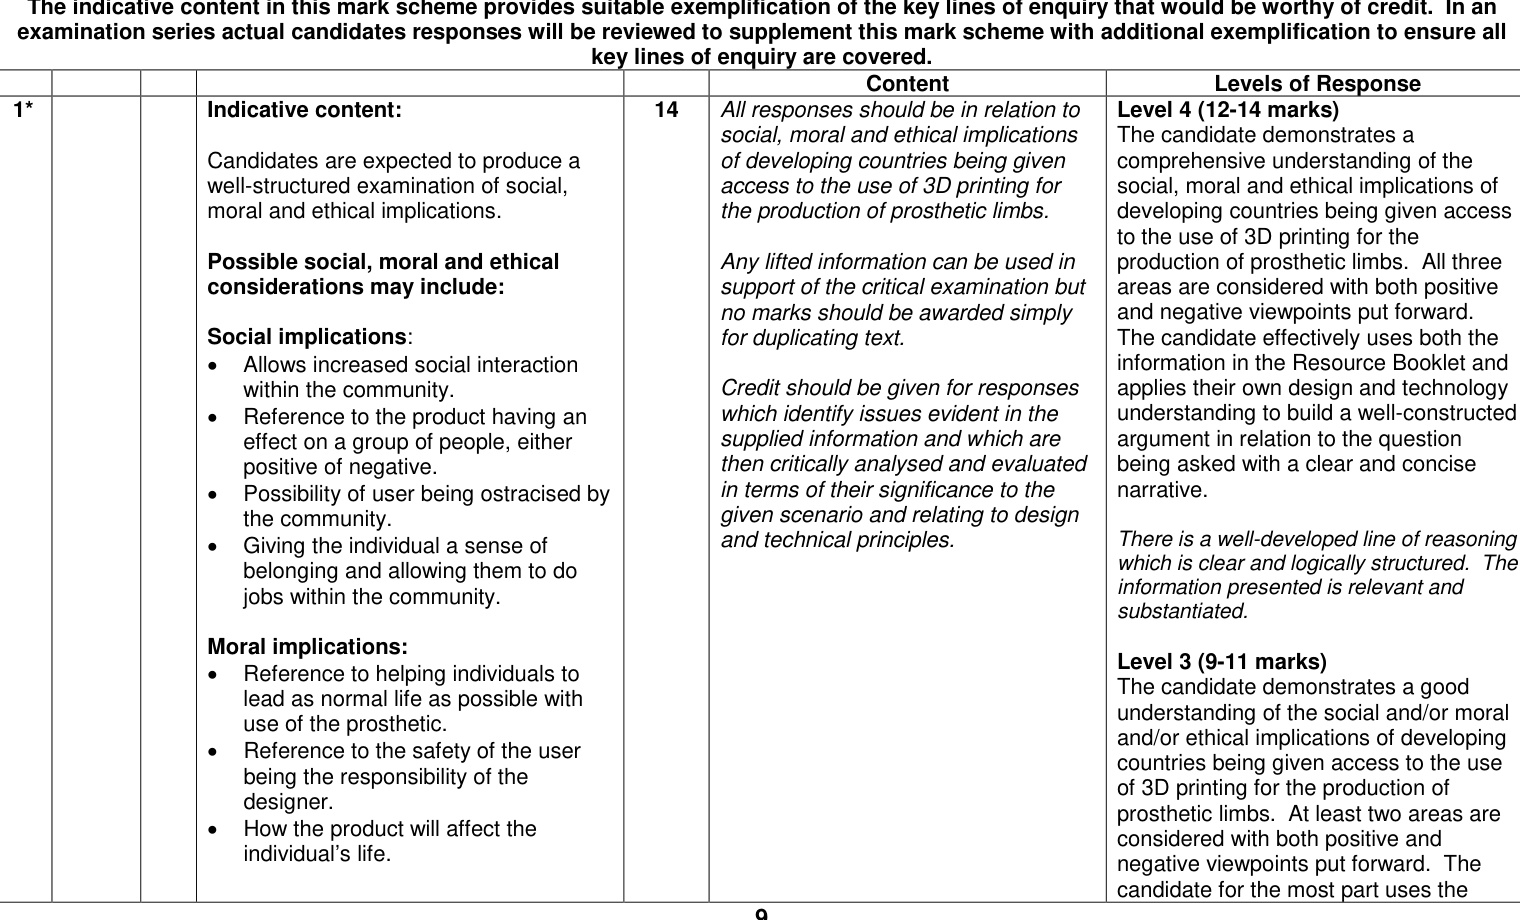 The indicative content in this mark scheme provides suitable exemplification of the key lines of enquiry that would be worthy of credit.  In an
examination series actual candidates responses will be reviewed to supplement this mark scheme with additional exemplification to ensure all
key lines of enquiry are covered.
Content
Levels of Response
1*
Indicative content:
Candidates are expected to produce a
well-structured examination of social,
moral and ethical implications.
Possible social, moral and ethical
considerations may include:
Social implications:
• Allows increased social interaction
within the community.
• Reference to the product having an
effect on a group of people, either
positive of negative.
• Possibility of user being ostracised by
the community.
• Giving the individual a sense of
belonging and allowing them to do
jobs within the community.
Moral implications:
• Reference to helping individuals to
lead as normal life as possible with
use of the prosthetic.
• Reference to the safety of the user
being the responsibility of the
designer.
• How the product will affect the
individual’s life.
14
All responses should be in relation to
social, moral and ethical implications
of developing countries being given
access to the use of 3D printing for
the production of prosthetic limbs.
Any lifted information can be used in
support of the critical examination but
no marks should be awarded simply
for duplicating text.
Credit should be given for responses
which identify issues evident in the
supplied information and which are
then critically analysed and evaluated
in terms of their significance to the
given scenario and relating to design
and technical principles.
Level 4 (12-14 marks)
The candidate demonstrates a
comprehensive understanding of the
social, moral and ethical implications of
developing countries being given access
to the use of 3D printing for the
production of prosthetic limbs.  All three
areas are considered with both positive
and negative viewpoints put forward.
The candidate effectively uses both the
information in the Resource Booklet and
applies their own design and technology
understanding to build a well-constructed
argument in relation to the question
being asked with a clear and concise
narrative.
There is a well-developed line of reasoning
which is clear and logically structured.  The
information presented is relevant and
substantiated.
Level 3 (9-11 marks)
The candidate demonstrates a good
understanding of the social and/or moral
and/or ethical implications of developing
countries being given access to the use
of 3D printing for the production of
prosthetic limbs.  At least two areas are
considered with both positive and
negative viewpoints put forward.  The
candidate for the most part uses the
9